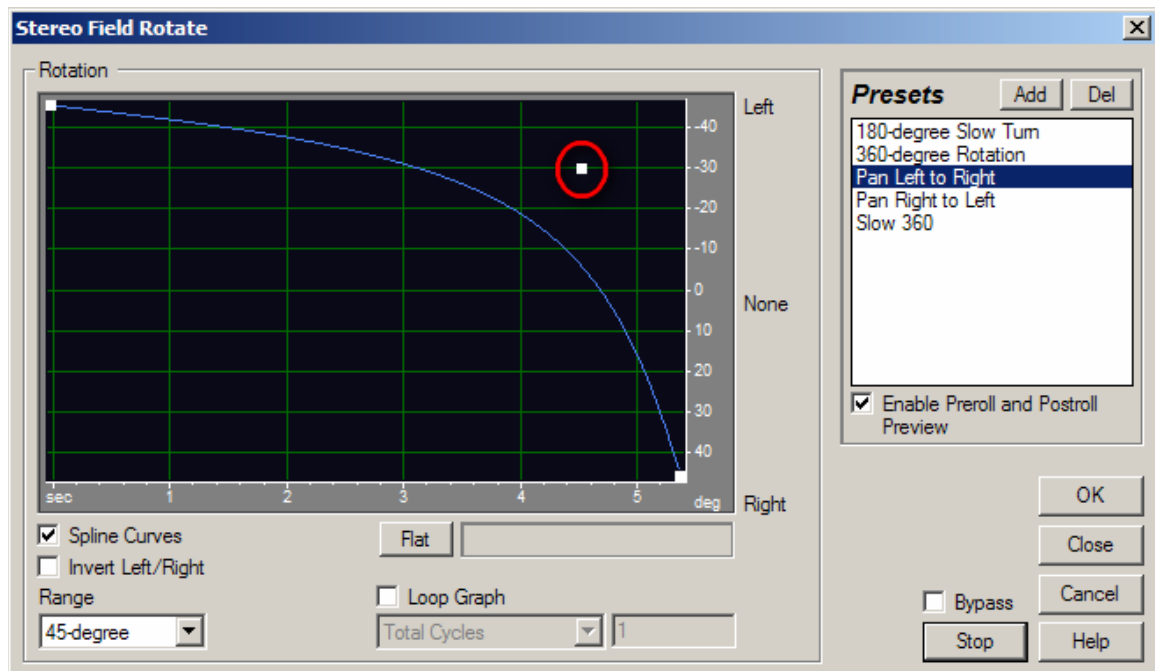 Stereo Field Rotate
Rotation
Left
-40
-30
-20
-10
0
None
10
20
30
40
sec 1 2 3 4 5 deg
Right
Spline Curves
Flat
Invert Left/Right
Range
Loop Graph
45-degree
Total Cycles
1
Presets
Add
Del
180-degree Slow Turn
360-degree Rotation
Pan Left to Right
Pan Right to Left
Slow 360
Enable Preroll and Postroll
Preview
OK
Close
Bypass
Cancel
Stop
Help